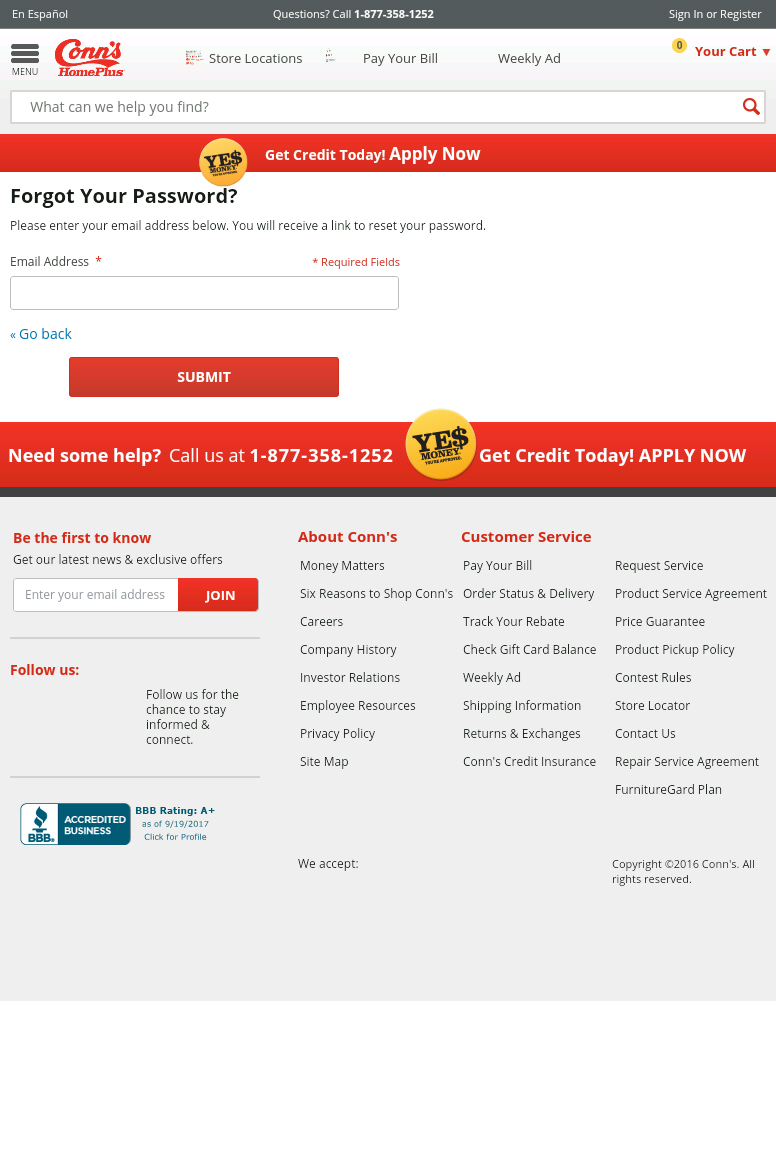 En Español
Questions? Call 1-877-358-1252
Sign In or Register
MENU
Conn's
HomePlus
Store Locations
Pay Your Bill
Weekly Ad
0
Your Cart ▼
What can we help you find?
YE$
MONEY
YOU'RE APPROVED.
Get Credit Today! Apply Now
Forgot Your Password?
Please enter your email address below. You will receive a link to reset your password.
Email Address *
* Required Fields
« Go back
SUBMIT
Need some help? Call us at 1-877-358-1252
YE$
MONEY
YOU'RE APPROVED.
Get Credit Today! APPLY NOW
Be the first to know
Get our latest news & exclusive offers
Enter your email address
JOIN
Follow us:
Follow us for the
chance to stay
informed &
connect.
BBB
ACCREDITED
BUSINESS
BBB Rating: A+
as of 9/19/2017
Click for Profile
About Conn's
Money Matters
Six Reasons to Shop Conn's
Careers
Company History
Investor Relations
Employee Resources
Privacy Policy
Site Map
Customer Service
Pay Your Bill
Order Status & Delivery
Track Your Rebate
Check Gift Card Balance
Weekly Ad
Shipping Information
Returns & Exchanges
Conn's Credit Insurance
Request Service
Product Service Agreement
Price Guarantee
Product Pickup Policy
Contest Rules
Store Locator
Contact Us
Repair Service Agreement
FurnitureGard Plan
We accept:
Copyright ©2016 Conn's. All
rights reserved.